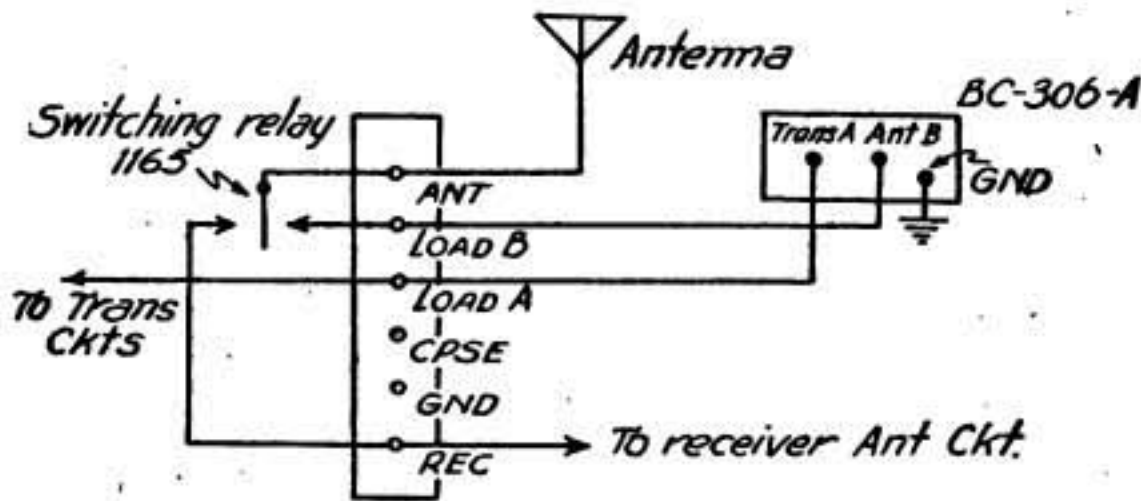 Antenna
BC-306-A
Switching relay
1165
Trans A Ant B
GND
ANT
LOAD B
LOAD A
To Trans
Ckts
CPSE
GND
REC
To receiver Ant Ckt.